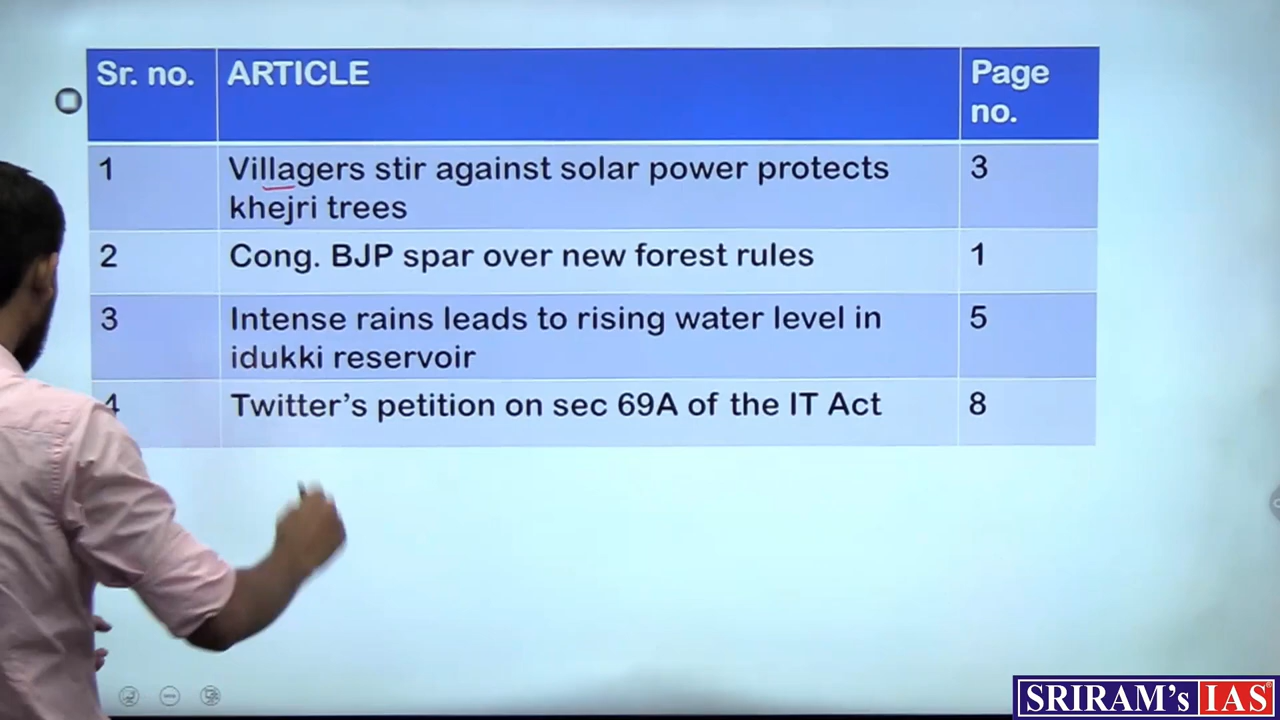 Sr. no. ARTICLE Page
no.
1 Villagers stir against solar power protects 3
khejri trees
2 Cong. BJP spar over new forest rules 1
3 Intense rains leads to rising water level in 5
idukki reservoir
4 Twitter's petition on sec 69A of the IT Act 8
SRIRAM's IAS